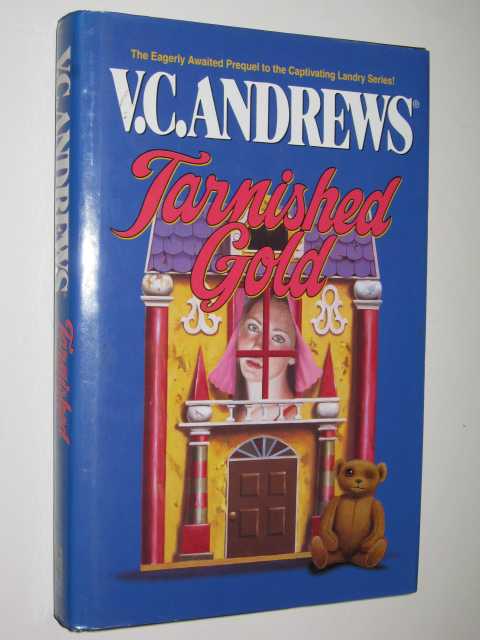 The Eagerly Awaited Prequel to the Captivating Landry Series!
V.C. ANDREWS®
Tarnished
Gold
V.C. ANDREWS
Tarnished